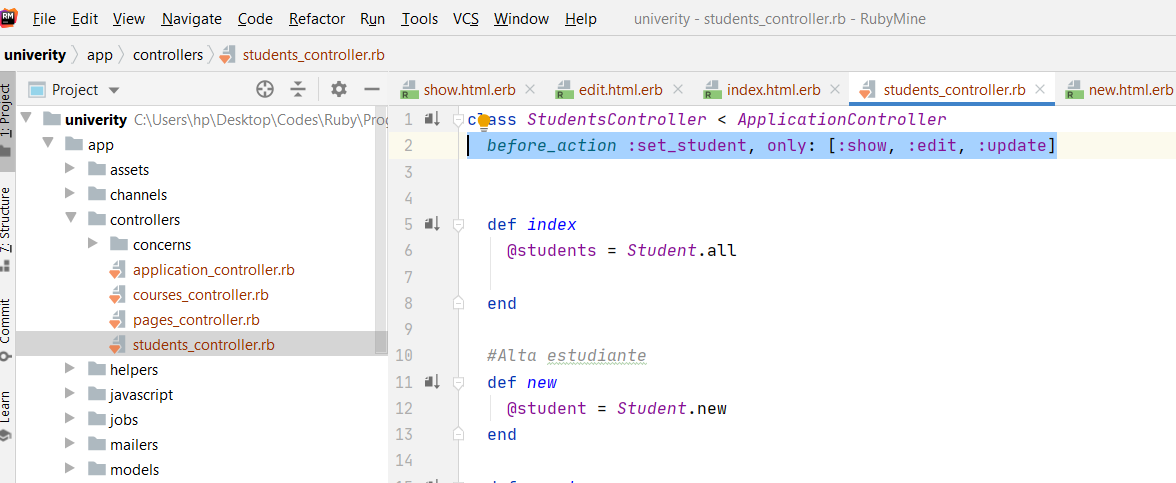 RM File Edit View Navigate Code Refactor Run Tools VCS Window Help univerity - students_controller.rb - RubyMine
univerity app controllers students_controller.rb
1: Project
7: Structure
Commit
Learn
Project
univerity C:\Users\hp\Desktop\Codes\Ruby\Pro
app
assets
channels
controllers
concerns
application_controller.rb
courses_controller.rb
pages_controller.rb
students_controller.rb
helpers
javascript
jobs
mailers
models
show.html.erb edit.html.erb index.html.erb students_controller.rb new.html.erb
1 class StudentsController < ApplicationController
2 before_action :set_student, only: [:show, :edit, :update]
3
4
5 def index
6 @students = Student.all
7
8 end
9
10 #Alta estudiante
11 def new
12 @student = Student.new
13 end
14